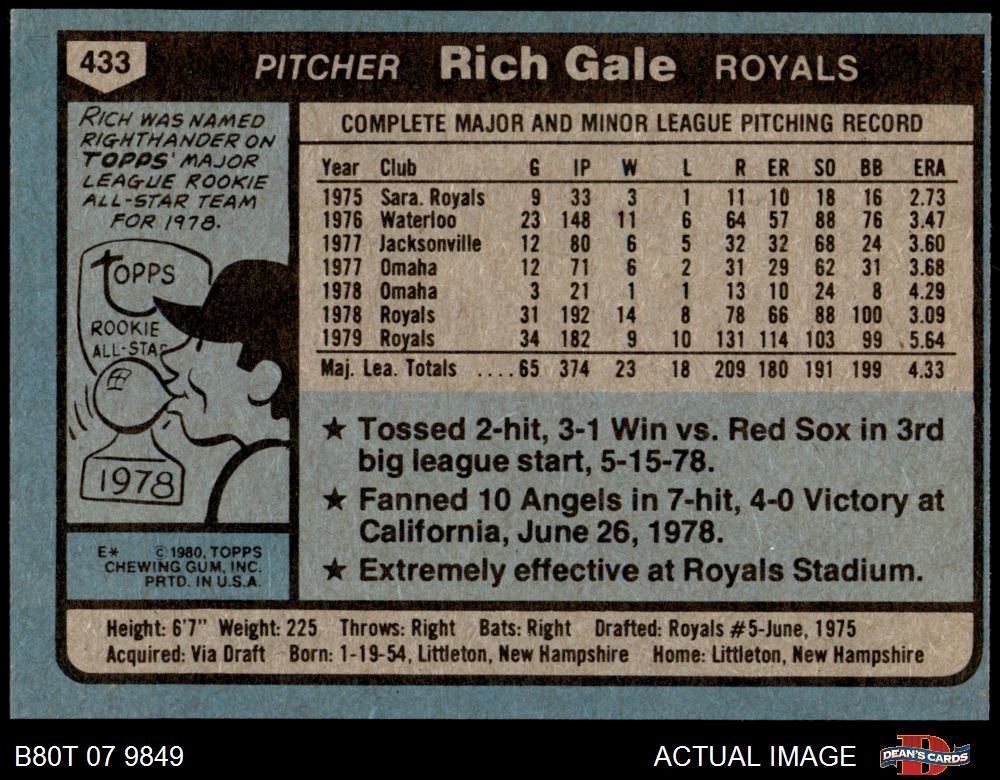 433 PITCHER Rich Gale ROYALS
RICH WAS NAMED
RIGHTHANDER ON
TOPPS' MAJOR
LEAGUE ROOKIE
ALL-STAR TEAM
FOR 1978.
TOPPS
ROOKIE
ALL-STAR
1978
E* © 1980, TOPPS
CHEWING GUM, INC.
PRTD. IN U.S.A.
COMPLETE MAJOR AND MINOR LEAGUE PITCHING RECORD
Year Club G IP W L R ER SO BB ERA
1975 Sara. Royals 9 33 3 1 11 10 18 16 2.73
1976 Waterloo 23 148 11 6 64 57 88 76 3.47
1977 Jacksonville 12 80 6 5 32 32 68 24 3.60
1977 Omaha 12 71 6 2 31 29 62 31 3.68
1978 Omaha 3 21 1 1 13 10 24 8 4.29
1978 Royals 31 192 14 8 78 66 88 100 3.09
1979 Royals 34 182 9 10 131 114 103 99 5.64
Maj. Lea. Totals ....65 374 23 18 209 180 191 199 4.33
★ Tossed 2-hit, 3-1 Win vs. Red Sox in 3rd
big league start, 5-15-78.
★ Fanned 10 Angels in 7-hit, 4-0 Victory at
California, June 26, 1978.
★ Extremely effective at Royals Stadium.
Height: 6'7" Weight: 225 Throws: Right Bats: Right Drafted: Royals #5-June, 1975
Acquired: Via Draft Born: 1-19-54, Littleton, New Hampshire Home: Littleton, New Hampshire
B80T 07 9849 ACTUAL IMAGE DEAN'S CARDS